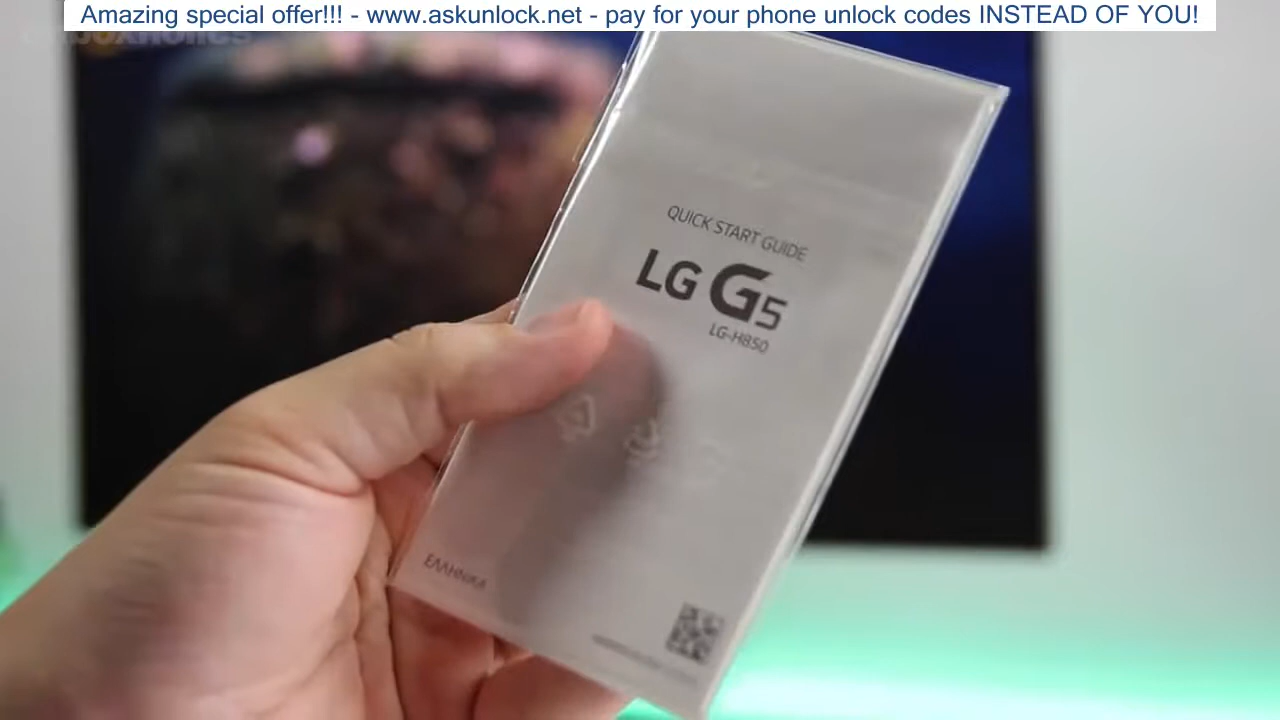 Amazing special offer!!! - www.askunlock.net - pay for your phone unlock codes INSTEAD OF YOU!
unboxholics
QUICK START GUIDE
LG G5
LG-H850
ΕΛΛΗΝΙΚΑ